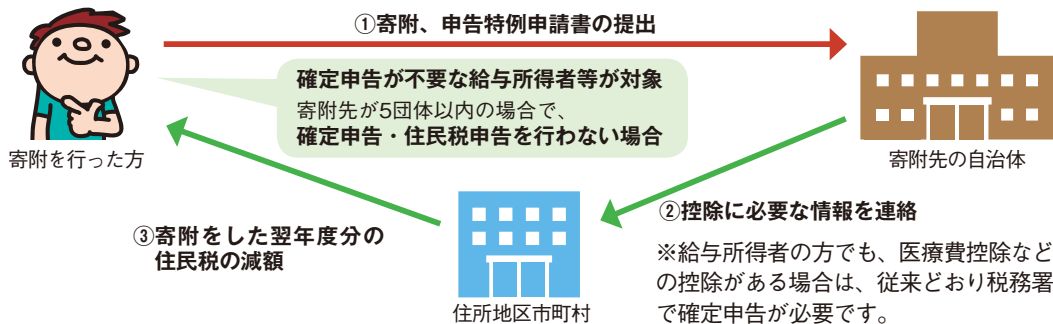 ①寄附、申告特例申請書の提出
確定申告が不要な給与所得者等が対象
寄附先が5団体以内の場合で、
確定申告・住民税申告を行わない場合
寄附を行った方
寄附先の自治体
②控除に必要な情報を連絡
※給与所得者の方でも、医療費控除など
の控除がある場合は、従来どおり税務署
で確定申告が必要です。
③寄附をした翌年度分の
住民税の減額
住所地区市町村